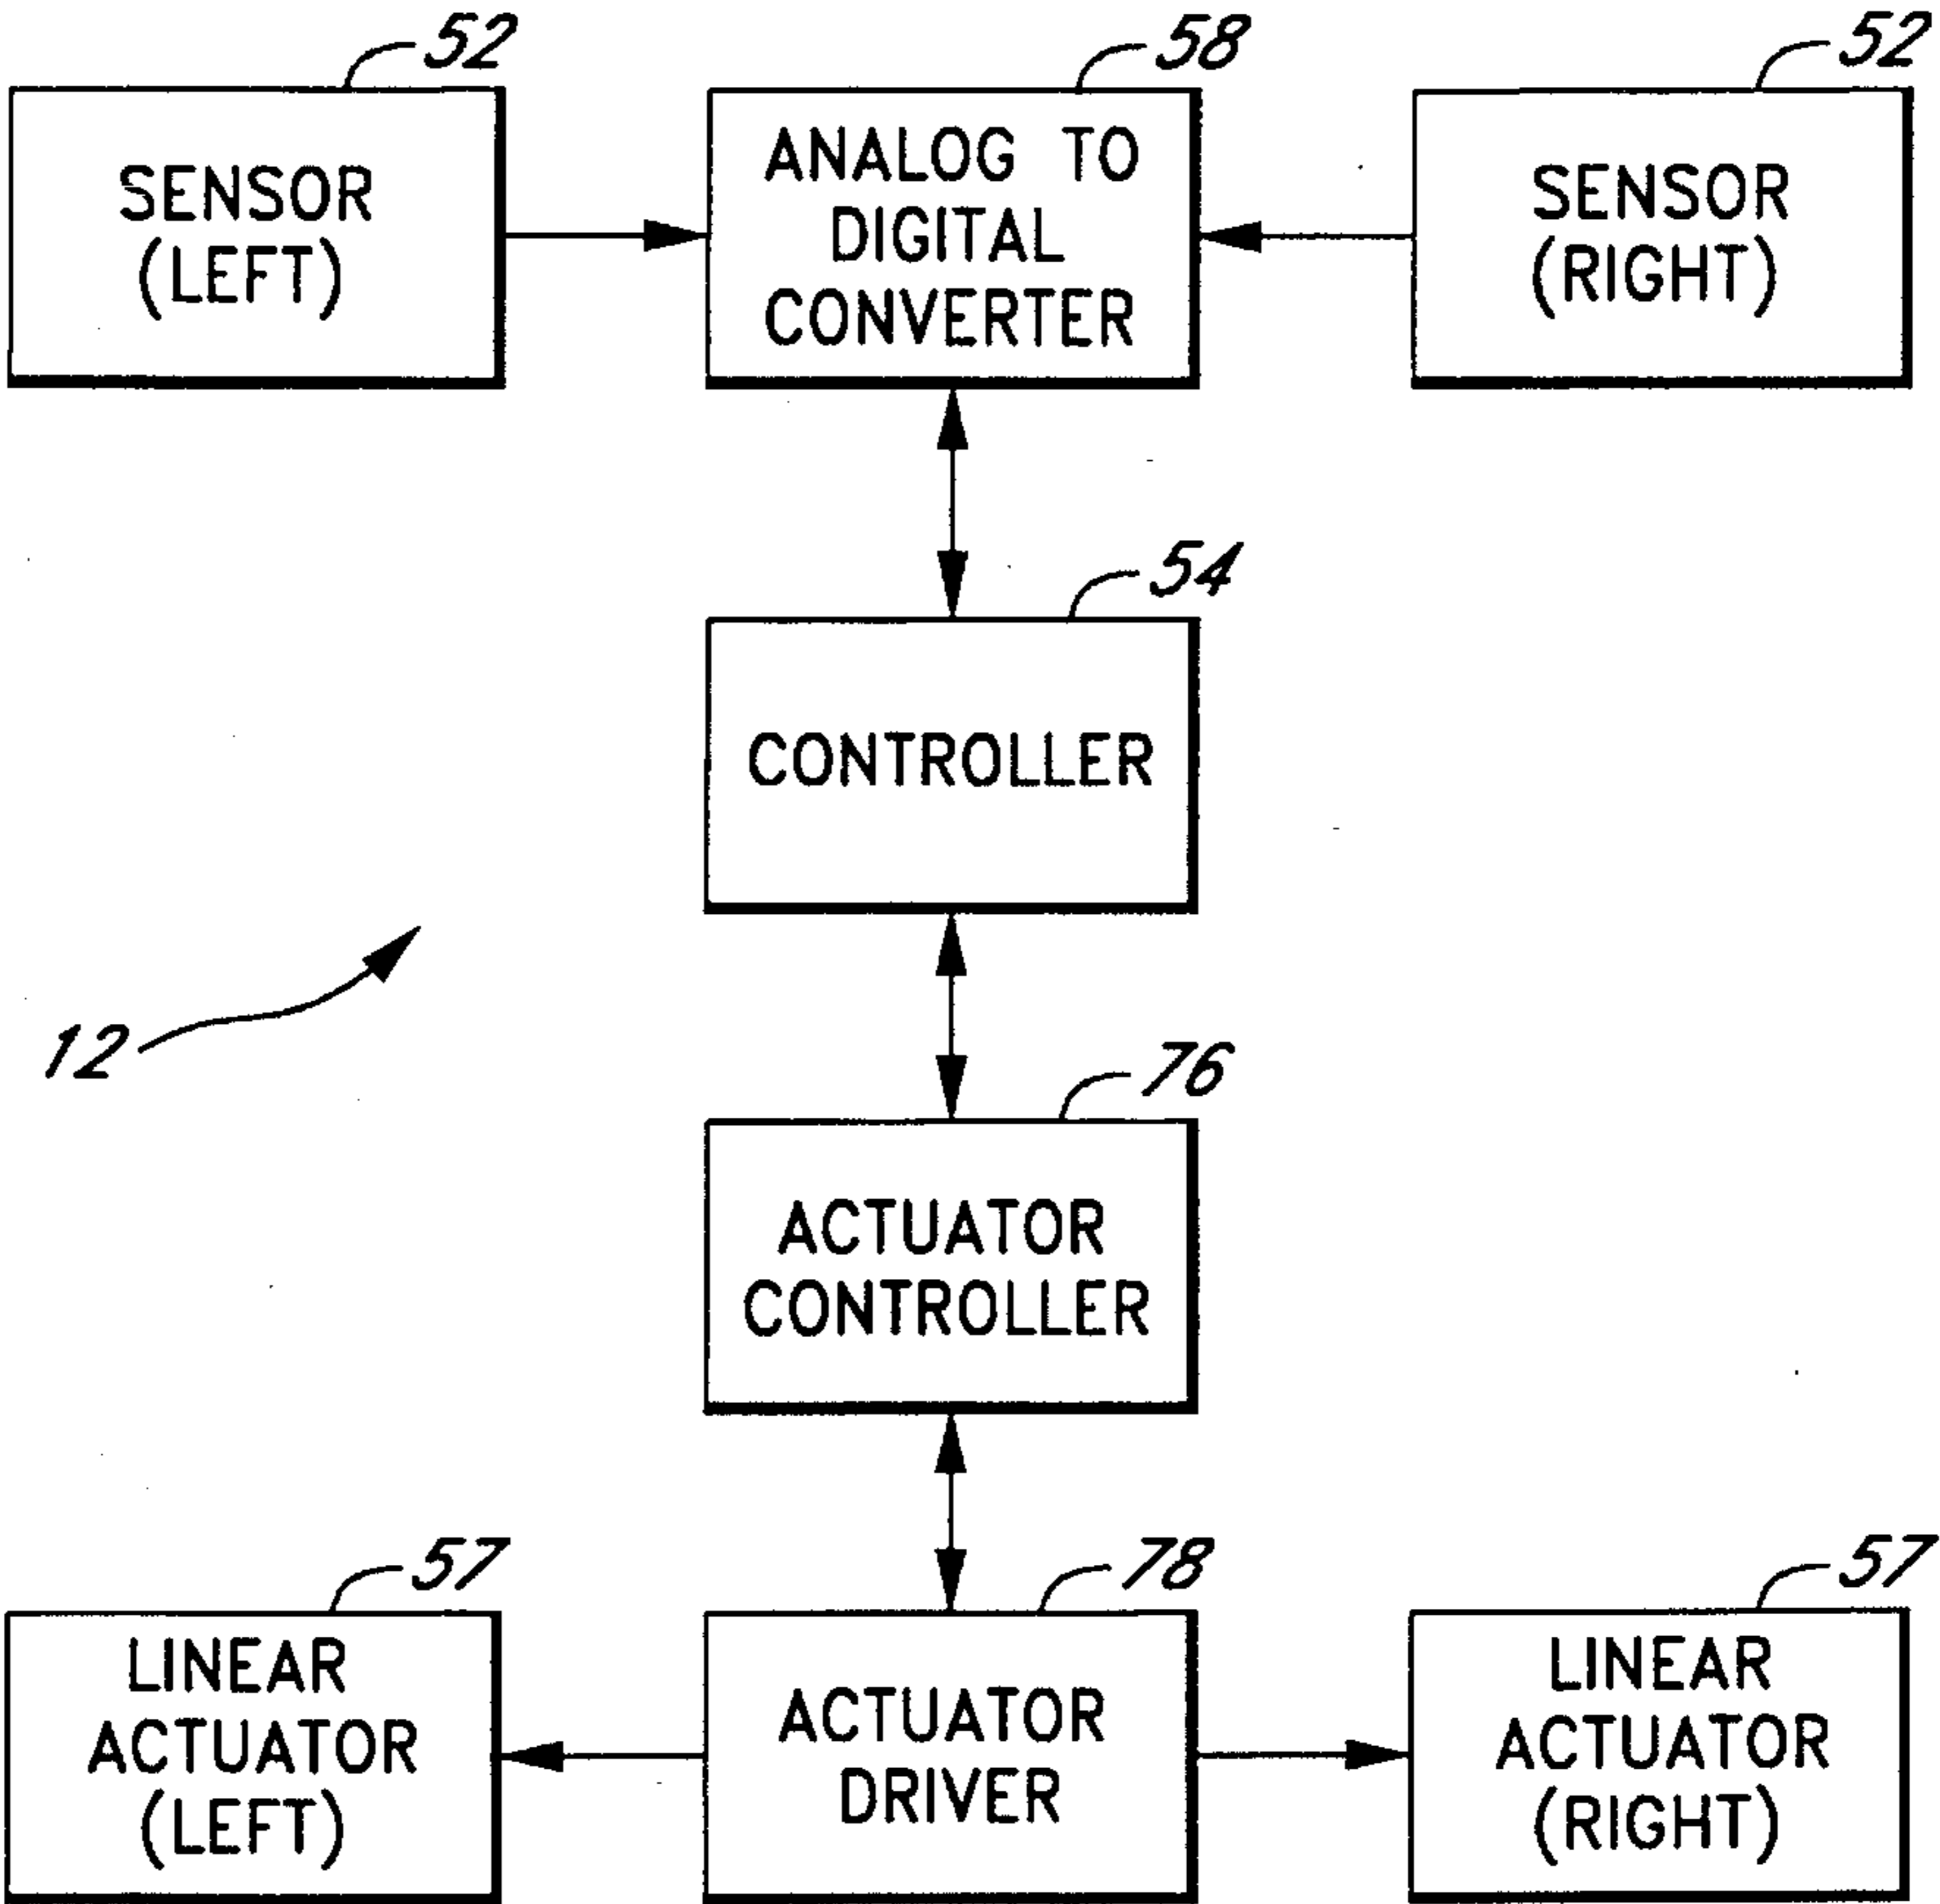 52
58
52
SENSOR
(LEFT)
ANALOG TO
DIGITAL
CONVERTER
SENSOR
(RIGHT)
54
CONTROLLER
12
76
ACTUATOR
CONTROLLER
57
78
57
LINEAR
ACTUATOR
(LEFT)
ACTUATOR
DRIVER
LINEAR
ACTUATOR
(RIGHT)